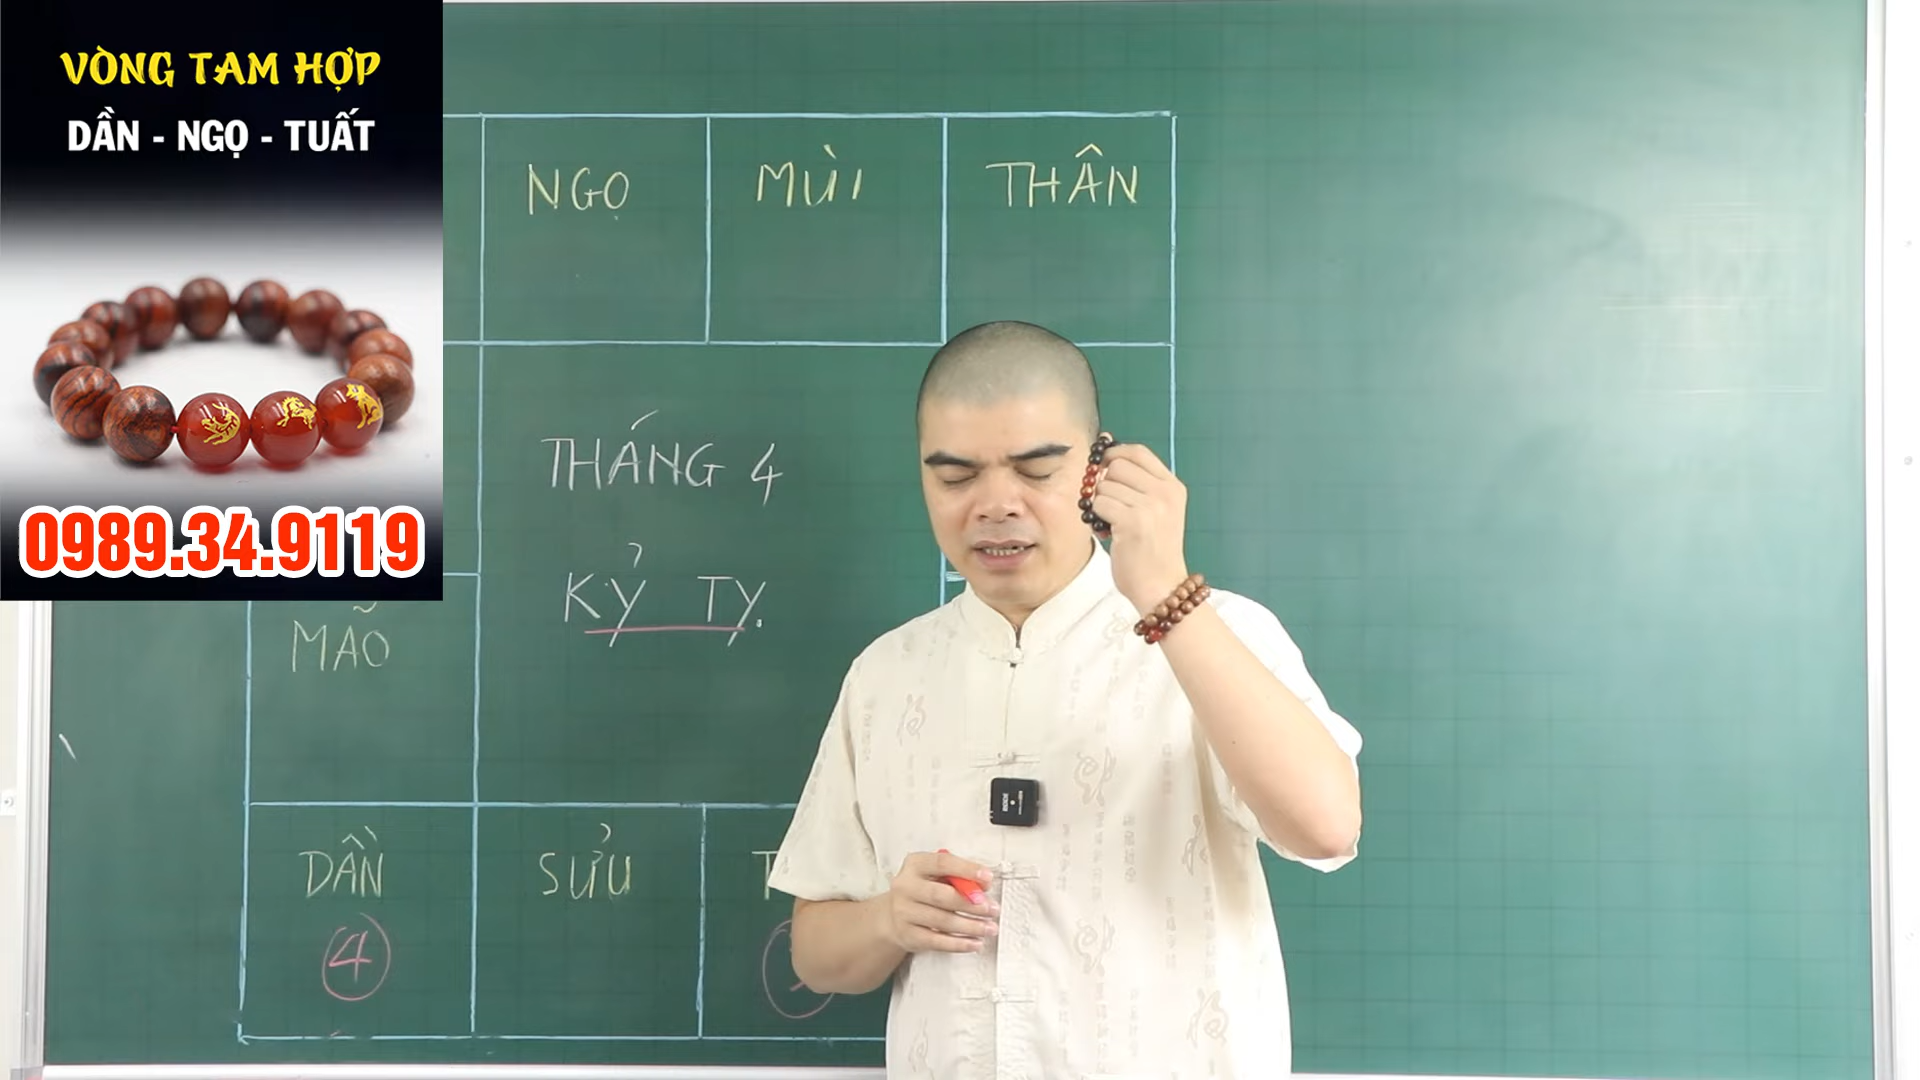 VÒNG TAM HỢP
DẦN - NGỌ - TUẤT
0989.34.9119
NGỌ
MÙI
THÂN
THÁNG 4
KỶ TỴ.
MÃO
DẦN
SỬU
4